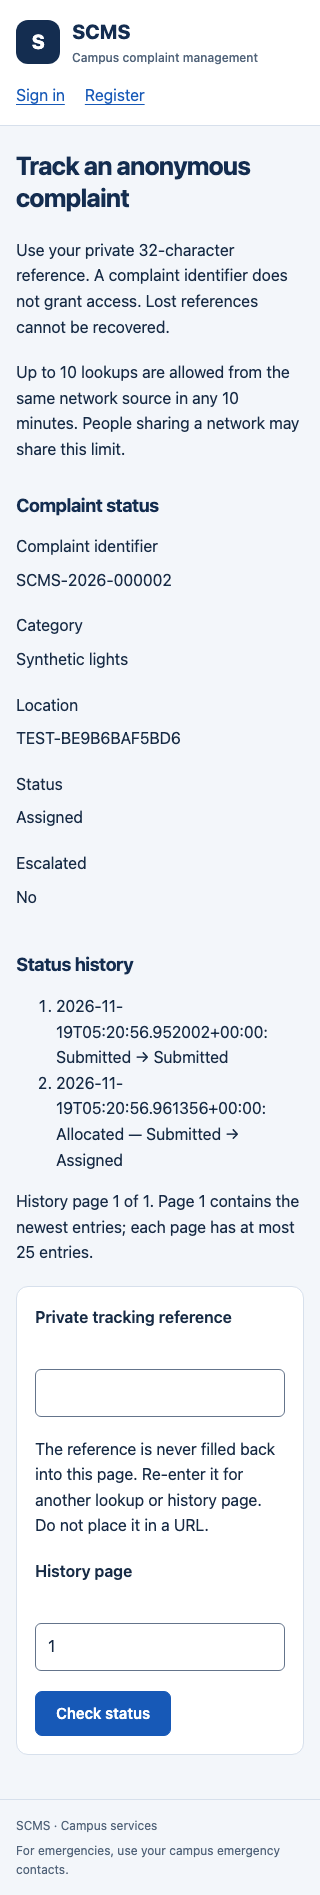 S
SCMS
Campus complaint management
Sign in Register
Track an anonymous
complaint
Use your private 32-character
reference. A complaint identifier does
not grant access. Lost references
cannot be recovered.
Up to 10 lookups are allowed from the
same network source in any 10
minutes. People sharing a network may
share this limit.
Complaint status
Complaint identifier
SCMS-2026-000002
Category
Synthetic lights
Location
TEST-BE9B6BAF5BD6
Status
Assigned
Escalated
No
Status history
1. 2026-11-
19T05:20:56.952002+00:00:
Submitted → Submitted
2. 2026-11-
19T05:20:56.961356+00:00:
Allocated — Submitted →
Assigned
History page 1 of 1. Page 1 contains the
newest entries; each page has at most
25 entries.
Private tracking reference
The reference is never filled back
into this page. Re-enter it for
another lookup or history page.
Do not place it in a URL.
History page
1
Check status
SCMS · Campus services
For emergencies, use your campus emergency
contacts.